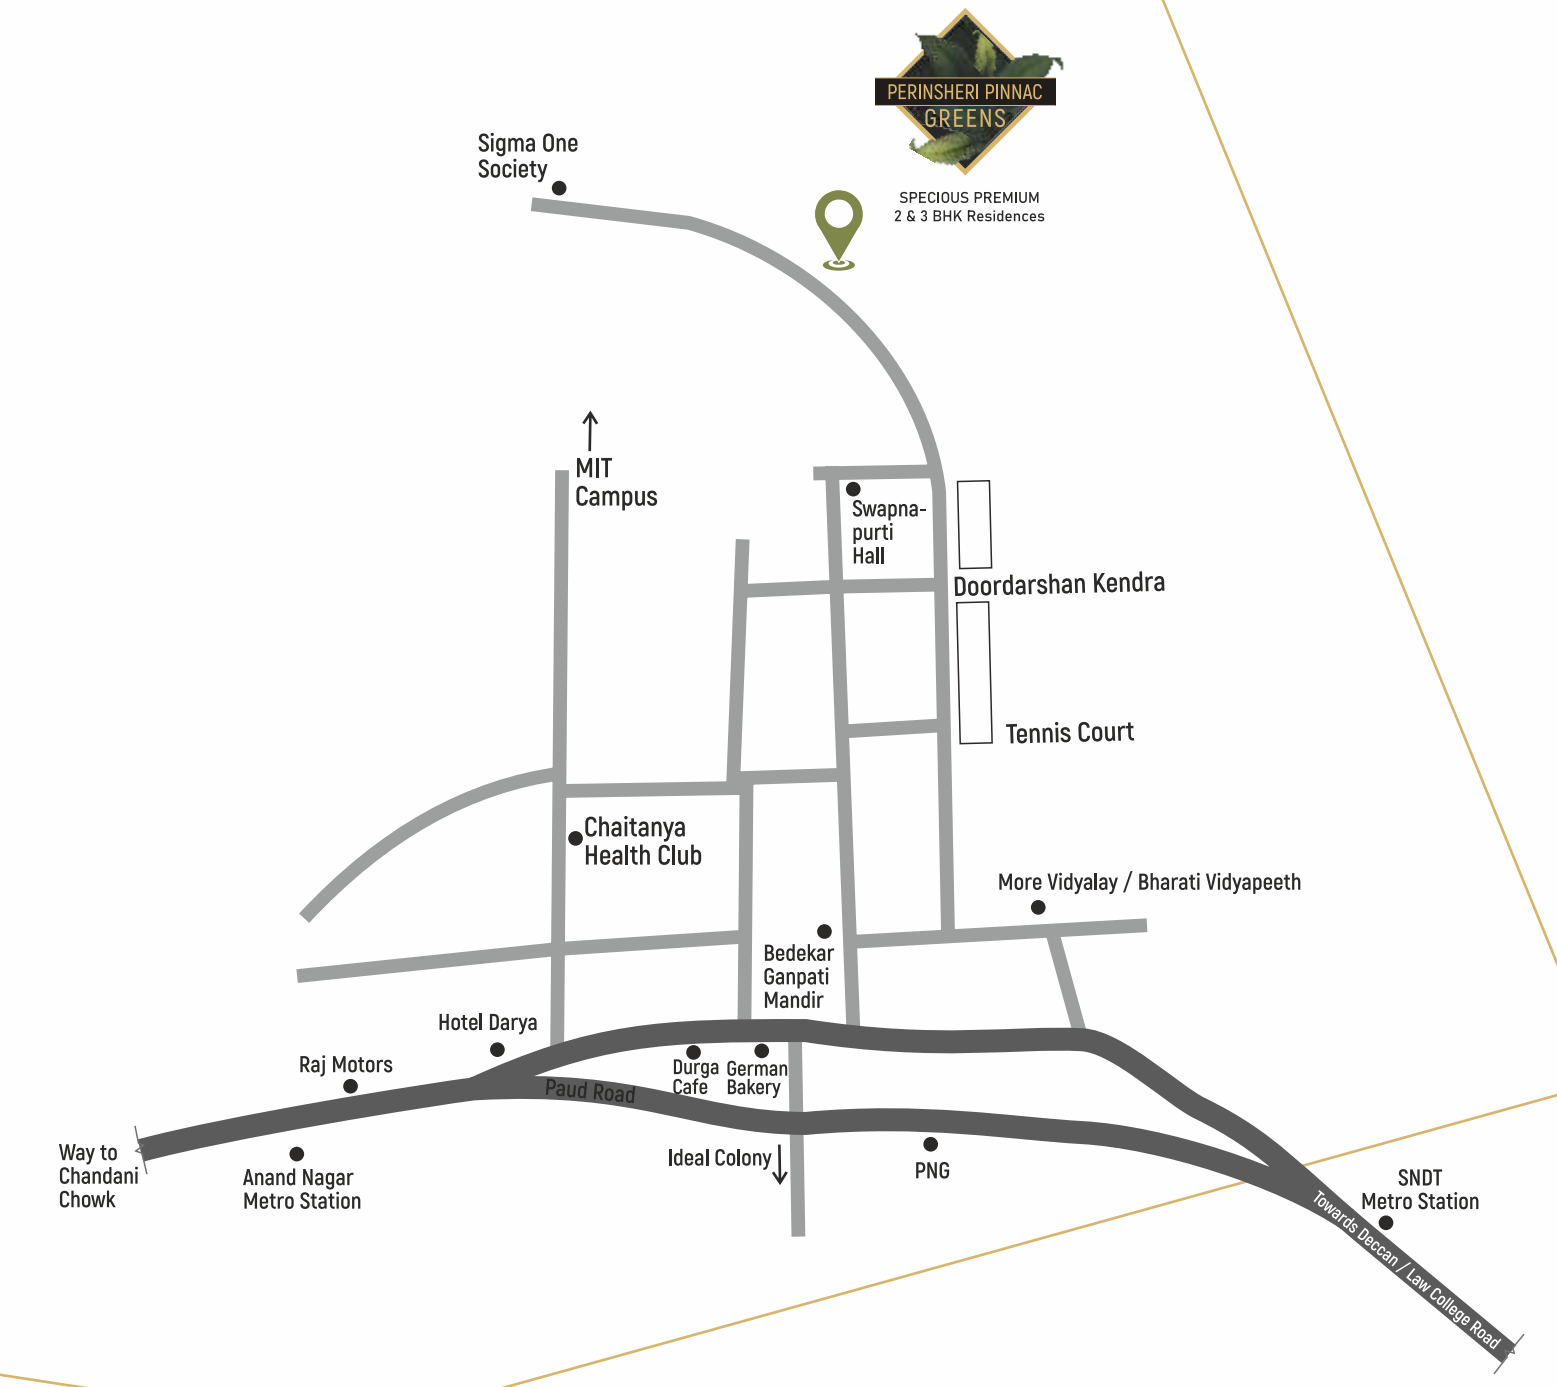 PERINSHERI PINNAC
GREENS
SPECIOUS PREMIUM
2 & 3 BHK Residences
Sigma One
Society
MIT
Campus
Swapna-
purti
Hall
Doordarshan Kendra
Tennis Court
Chaitanya
Health Club
More Vidyalay / Bharati Vidyapeeth
Bedekar
Ganpati
Mandir
Hotel Darya
Raj Motors
Durga
Cafe
German
Bakery
Paud Road
Way to
Chandani
Chowk
Anand Nagar
Metro Station
Ideal Colony
PNG
SNDT
Metro Station
Towards Deccan / Law College Road